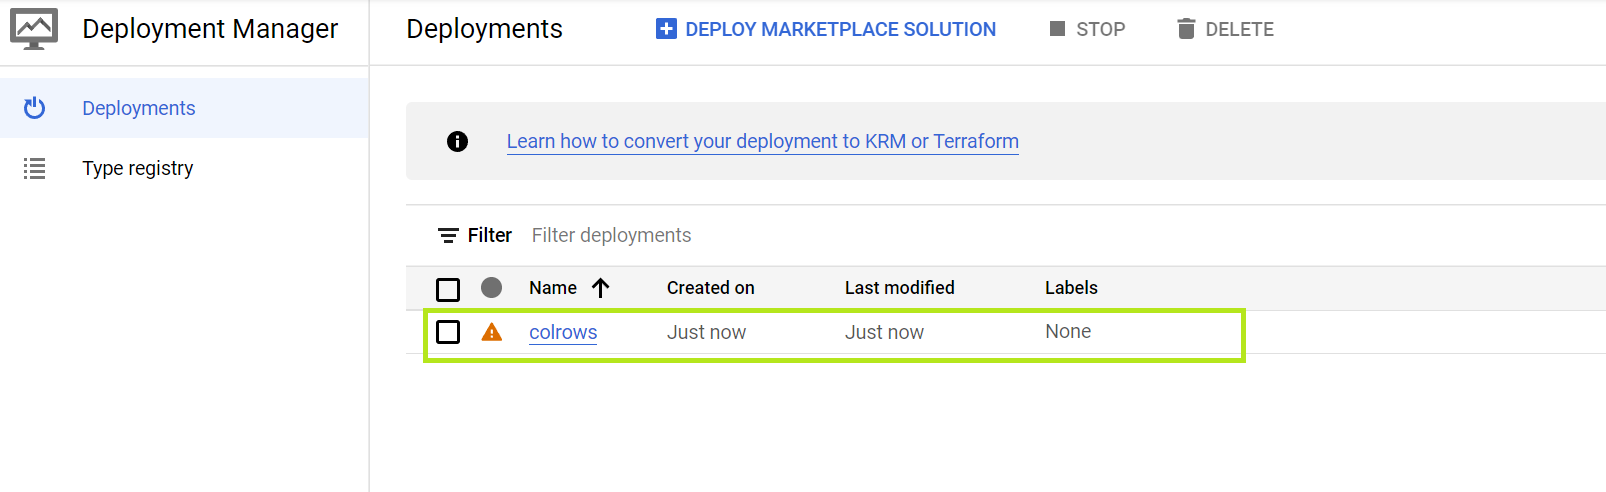 Deployment Manager
Deployments
DEPLOY MARKETPLACE SOLUTION
STOP
DELETE
Deployments
Type registry
Learn how to convert your deployment to KRM or Terraform
Filter Filter deployments
Name Created on Last modified Labels
colrows Just now Just now None